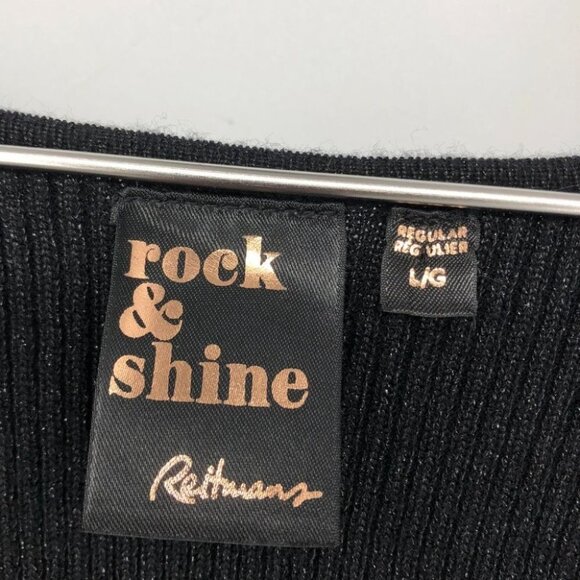 rock
&
shine
Reitmans
REGULAR
RÉGULIER
L/G